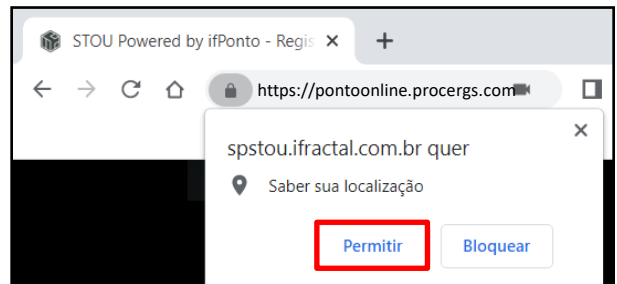 STOU Powered by ifPonto - Regis
https://pontoonline.procergs.com
spstou.ifractal.com.br quer
Saber sua localização
Permitir Bloquear